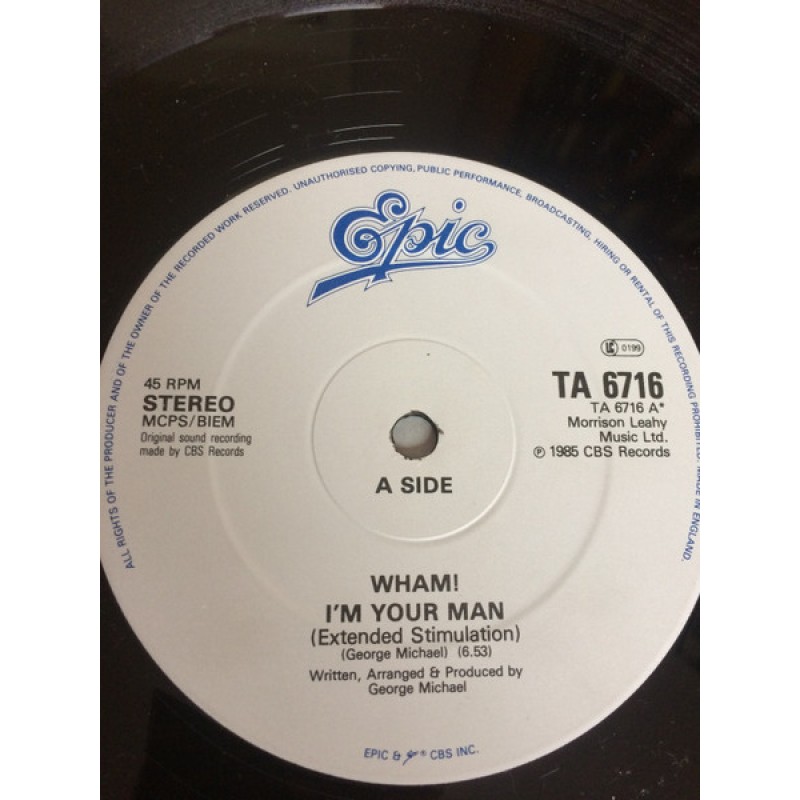 ALL RIGHTS OF THE PRODUCER AND OF THE OWNER OF THE RECORDED WORK RESERVED. UNAUTHORISED COPYING, PUBLIC PERFORMANCE, BROADCASTING, HIRING OR RENTAL OF THIS RECORDING PROHIBITED. MADE IN ENGLAND.
Epic
LC 0199
45 RPM
STEREO
MCPS/BIEM
Original sound recording
made by CBS Records
TA 6716
TA 6716 A*
Morrison Leahy
Music Ltd.
℗ 1985 CBS Records
A SIDE
WHAM!
I'M YOUR MAN
(Extended Stimulation)
(George Michael) (6.53)
Written, Arranged & Produced by
George Michael
EPIC & ® CBS INC.